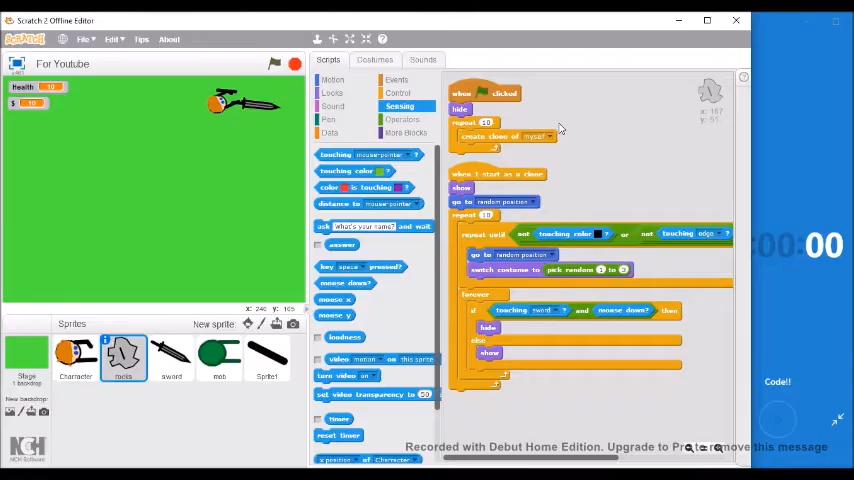 Scratch 2 Offline Editor
SCRATCH File Edit Tips About
For Youtube
Health 10
$ 10
x: 240 y: 105
Sprites New sprite:
Stage
1 backdrop
New backdrop:
Character
rocks
sword
mob
Sprite1
NCH
NCH Software
Scripts Costumes Sounds
Motion Events
Looks Control
Sound Sensing
Pen Operators
Data More Blocks
touching mouse-pointer ?
touching color ?
color is touching ?
distance to mouse-pointer
ask What's your name? and wait
answer
key space pressed?
mouse down?
mouse x
mouse y
loudness
video motion on this sprite
turn video on
set video transparency to 50
timer
reset timer
x position of Character
when clicked
hide
repeat 10
create clone of myself
when I start as a clone
show
go to random position
repeat 10
repeat until not touching color ? or not touching edge ?
go to random position
switch costume to pick random 1 to 3
forever
if touching sword ? and mouse down? then
hide
else
show
x: 167
y: 51
:00:00
Code!!
Recorded with Debut Home Edition. Upgrade to Pro to remove this message